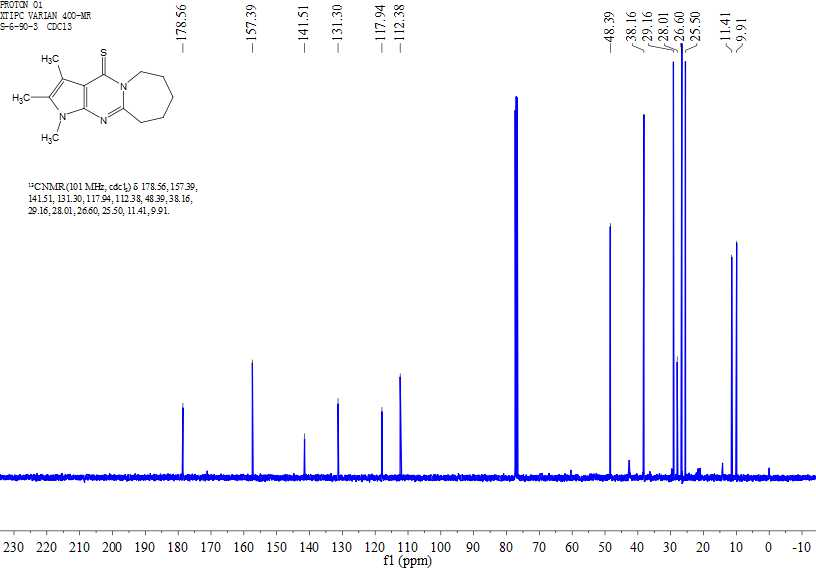 PROTON 01
XTIPC VARIAN 400-MR
S-6-90-3 CDCl3
178.56
157.39
141.51
131.30
117.94
112.38
48.39
38.16
29.16
28.01
26.60
25.50
11.41
9.91
S
H₃C
H₃C
N
N
N
H₃C
¹³C NMR (101 MHz, cdcl₃) δ 178.56, 157.39,
141.51, 131.30, 117.94, 112.38, 48.39, 38.16,
29.16, 28.01, 26.60, 25.50, 11.41, 9.91.
230 220 210 200 190 180 170 160 150 140 130 120 110 100 90 80 70 60 50 40 30 20 10 0 -10
f1 (ppm)